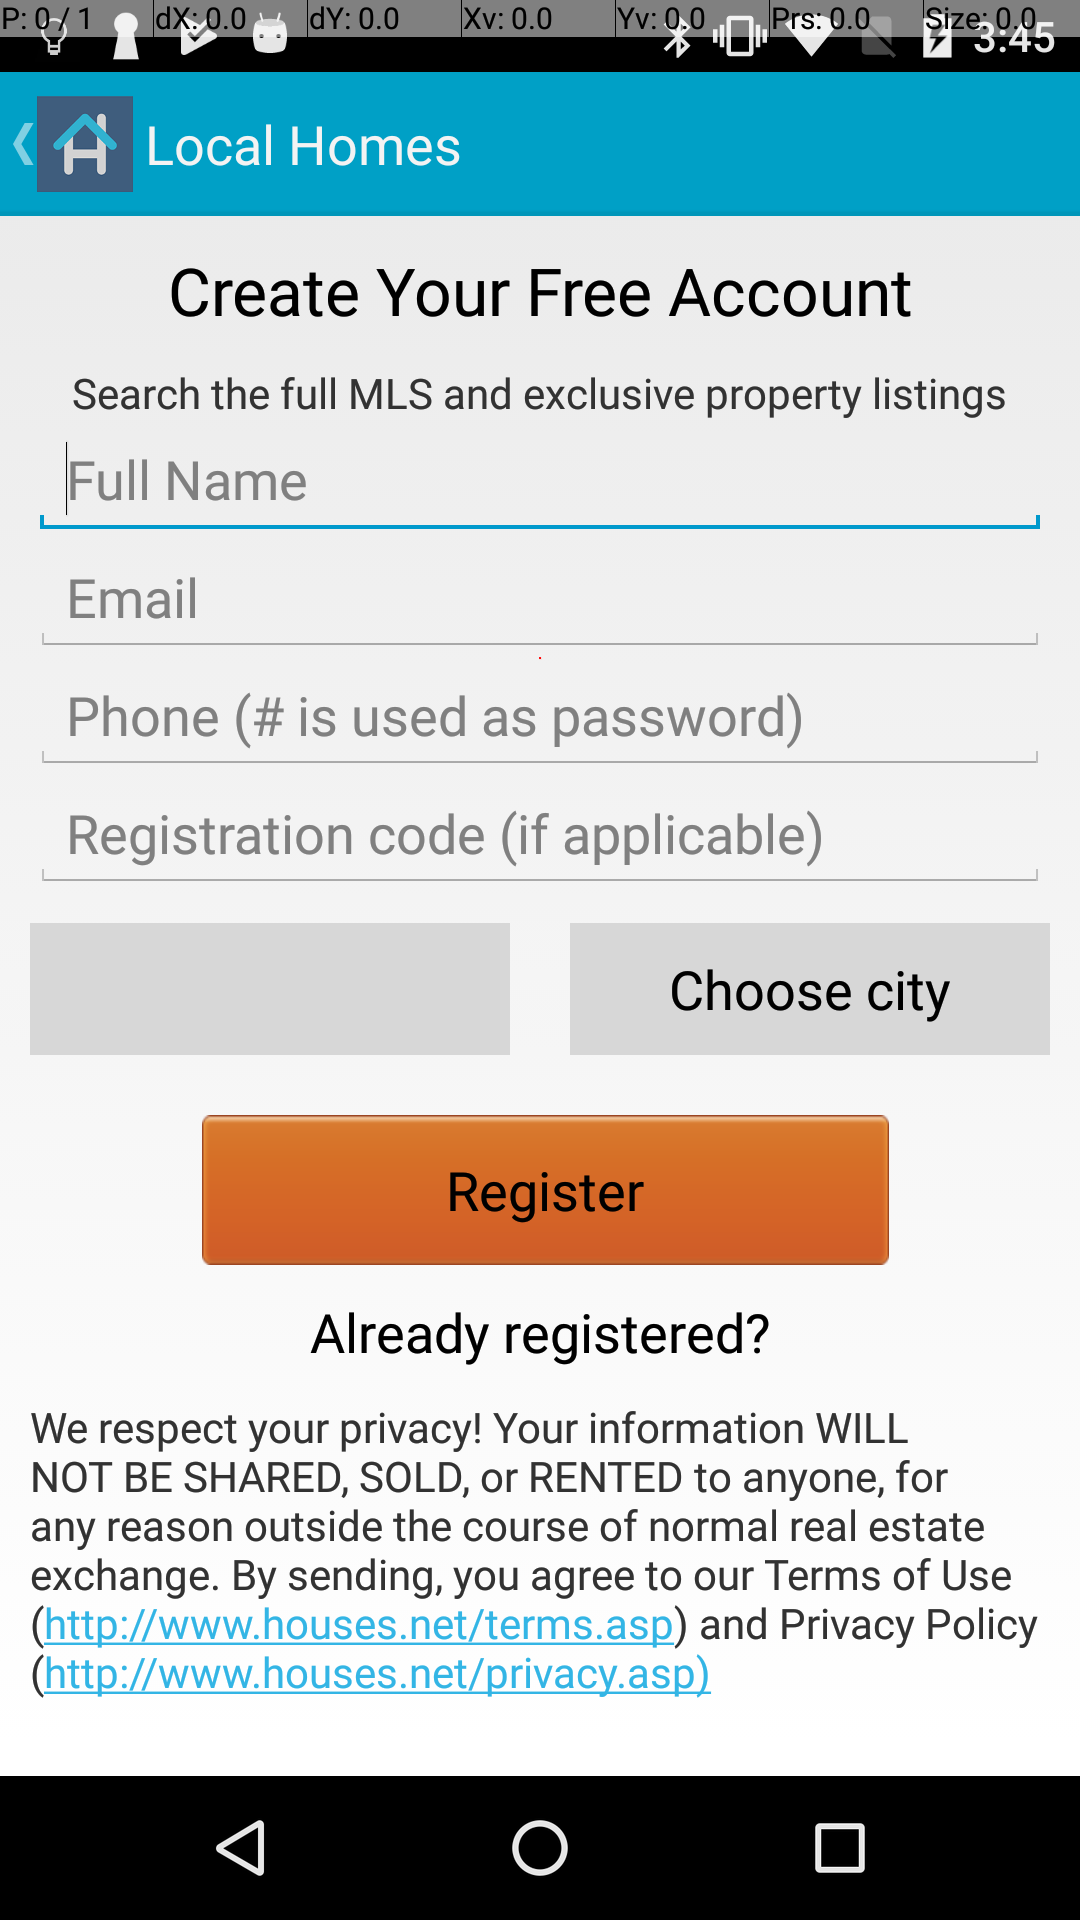 P: 0 / 1 dX: 0.0 dY: 0.0 Xv: 0.0 Yv: 0.0 Prs: 0.0 Size: 0.0
3:45
Local Homes
Create Your Free Account
Search the full MLS and exclusive property listings
Full Name
Email
Phone (# is used as password)
Registration code (if applicable)
Choose city
Register
Already registered?
We respect your privacy! Your information WILL
NOT BE SHARED, SOLD, or RENTED to anyone, for
any reason outside the course of normal real estate
exchange. By sending, you agree to our Terms of Use
(http://www.houses.net/terms.asp) and Privacy Policy
(http://www.houses.net/privacy.asp)